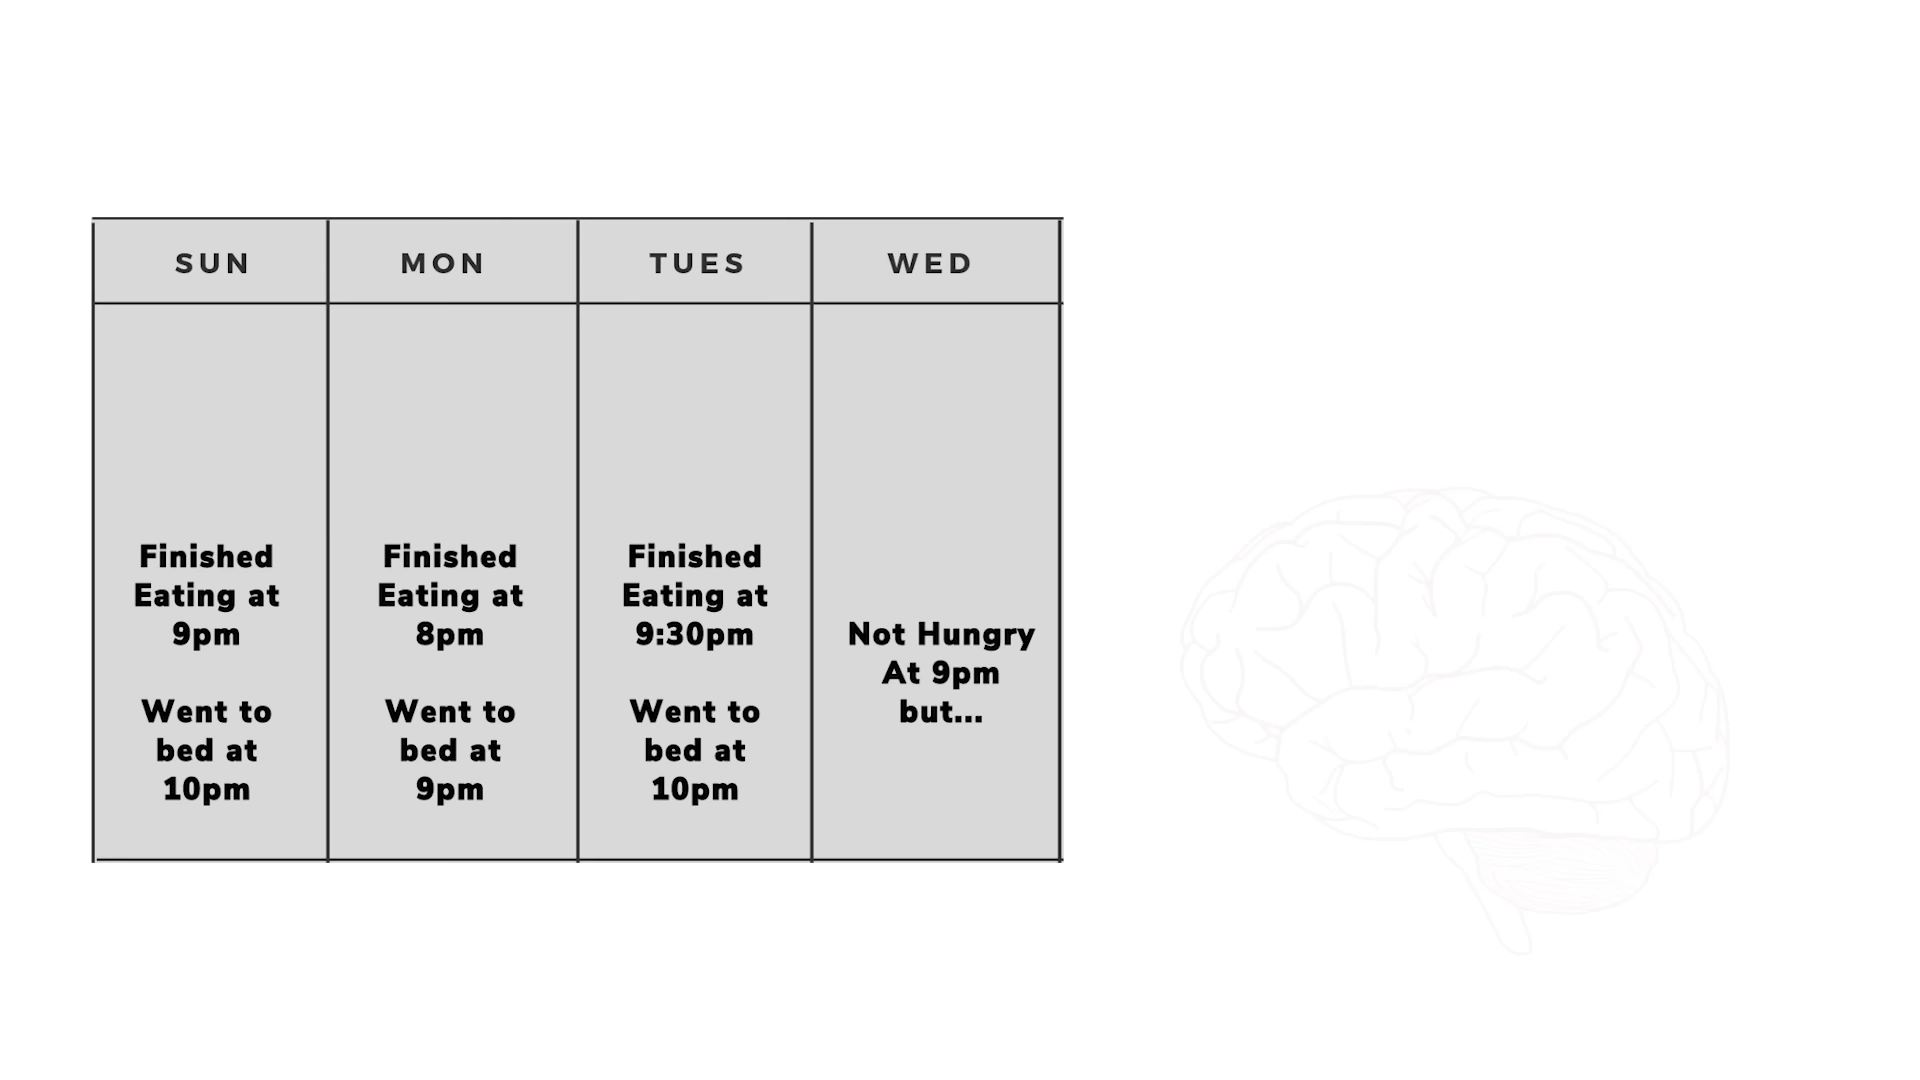 SUN
MON
TUES
WED
Finished
Eating at
9pm
Went to
bed at
10pm
Finished
Eating at
8pm
Went to
bed at
9pm
Finished
Eating at
9:30pm
Went to
bed at
10pm
Not Hungry
At 9pm
but...